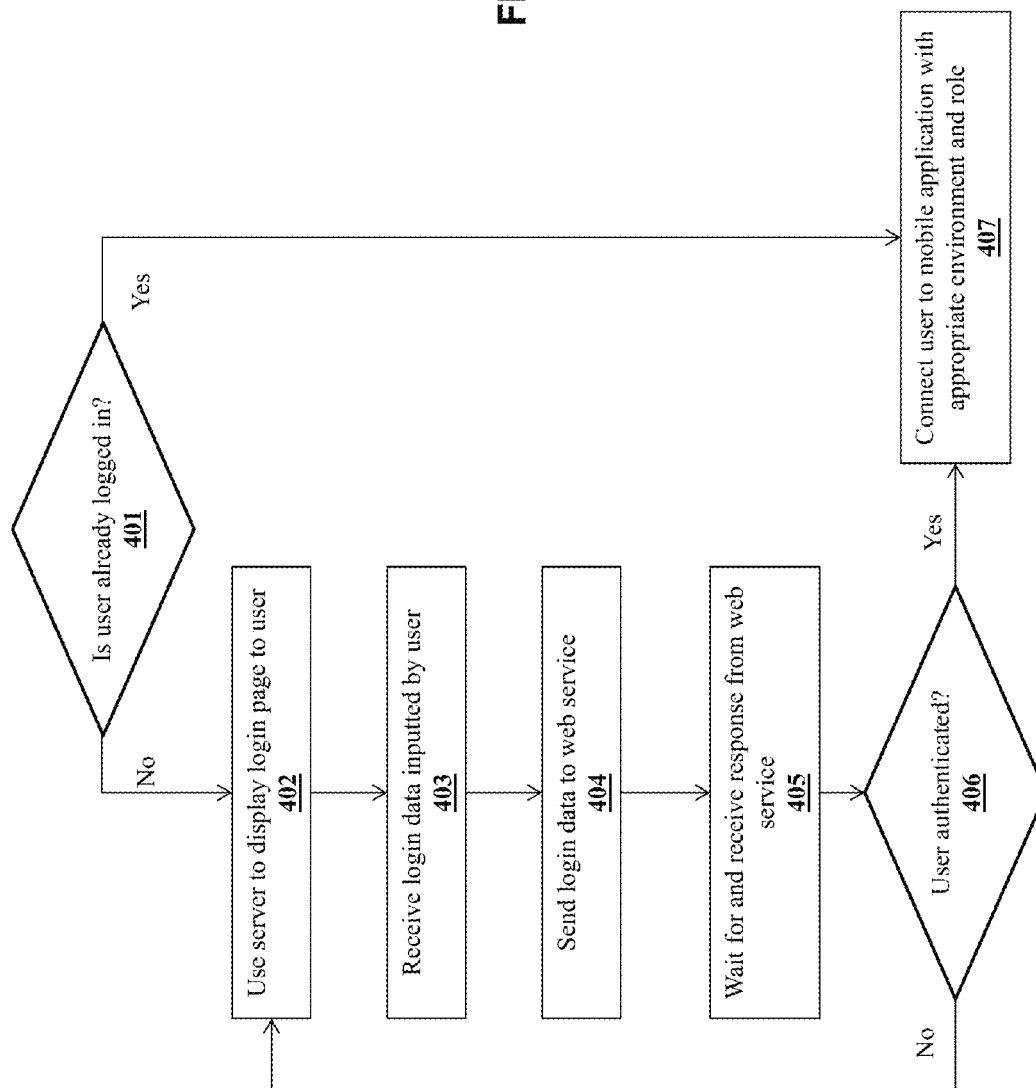 Is user already logged in?
401
Yes
No
Use server to display login page to user
402
Receive login data inputted by user
403
Send login data to web service
404
Wait for and receive response from web
service
405
User authenticated?
406
Yes
No
Connect user to mobile application with
appropriate environment and role
407